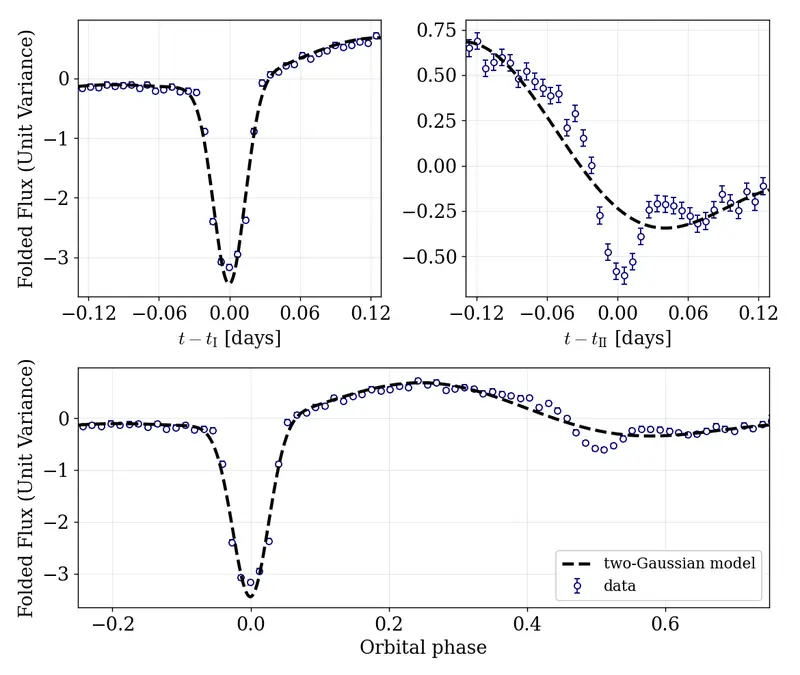 Folded Flux (Unit Variance)
0
−1
−2
−3
−0.12 −0.06 0.00 0.06 0.12
t − tI [days]
0.75
0.50
0.25
0.00
−0.25
−0.50
−0.12 −0.06 0.00 0.06 0.12
t − tII [days]
Folded Flux (Unit Variance)
0
−1
−2
−3
two-Gaussian model
data
−0.2 0.0 0.2 0.4 0.6
Orbital phase